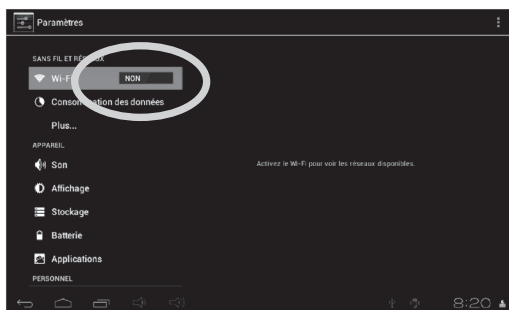 Paramètres
SANS FIL ET RÉSEAUX
Wi-Fi NON
Consommation des données
Plus...
Activez le Wi-Fi pour voir les réseaux disponibles.
APPAREIL
Son
Affichage
Stockage
Batterie
Applications
PERSONNEL
8:20